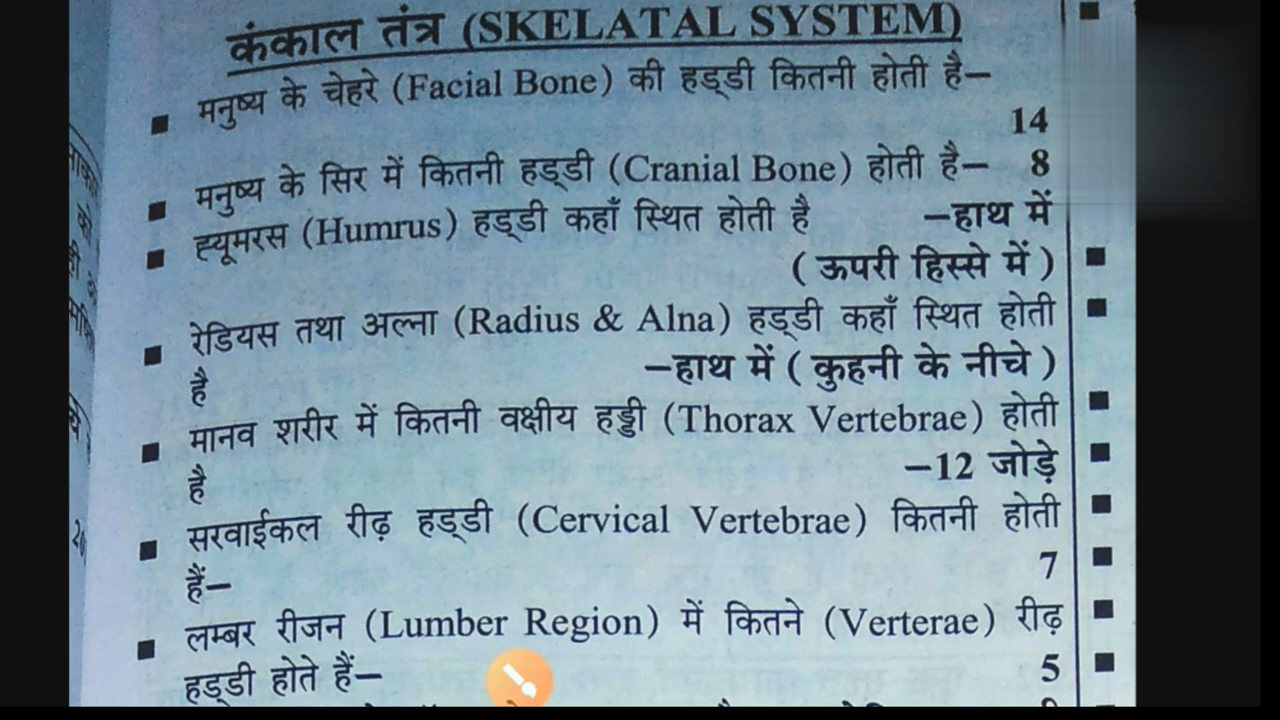 कंकाल तंत्र (SKELATAL SYSTEM)
■ मनुष्य के चेहरे (Facial Bone) की हड्डी कितनी होती है–
14
■ मनुष्य के सिर में कितनी हड्डी (Cranial Bone) होती है– 8
■ ह्यूमरस (Humrus) हड्डी कहाँ स्थित होती है –हाथ में
( ऊपरी हिस्से में )
■ रेडियस तथा अल्ना (Radius & Alna) हड्डी कहाँ स्थित होती
है –हाथ में ( कुहनी के नीचे )
■ मानव शरीर में कितनी वक्षीय हड्डी (Thorax Vertebrae) होती
है –12 जोड़े
■ सरवाईकल रीढ़ हड्डी (Cervical Vertebrae) कितनी होती
हैं– 7
■ लम्बर रीजन (Lumber Region) में कितने (Verterae) रीढ़
हड्डी होते हैं– 5